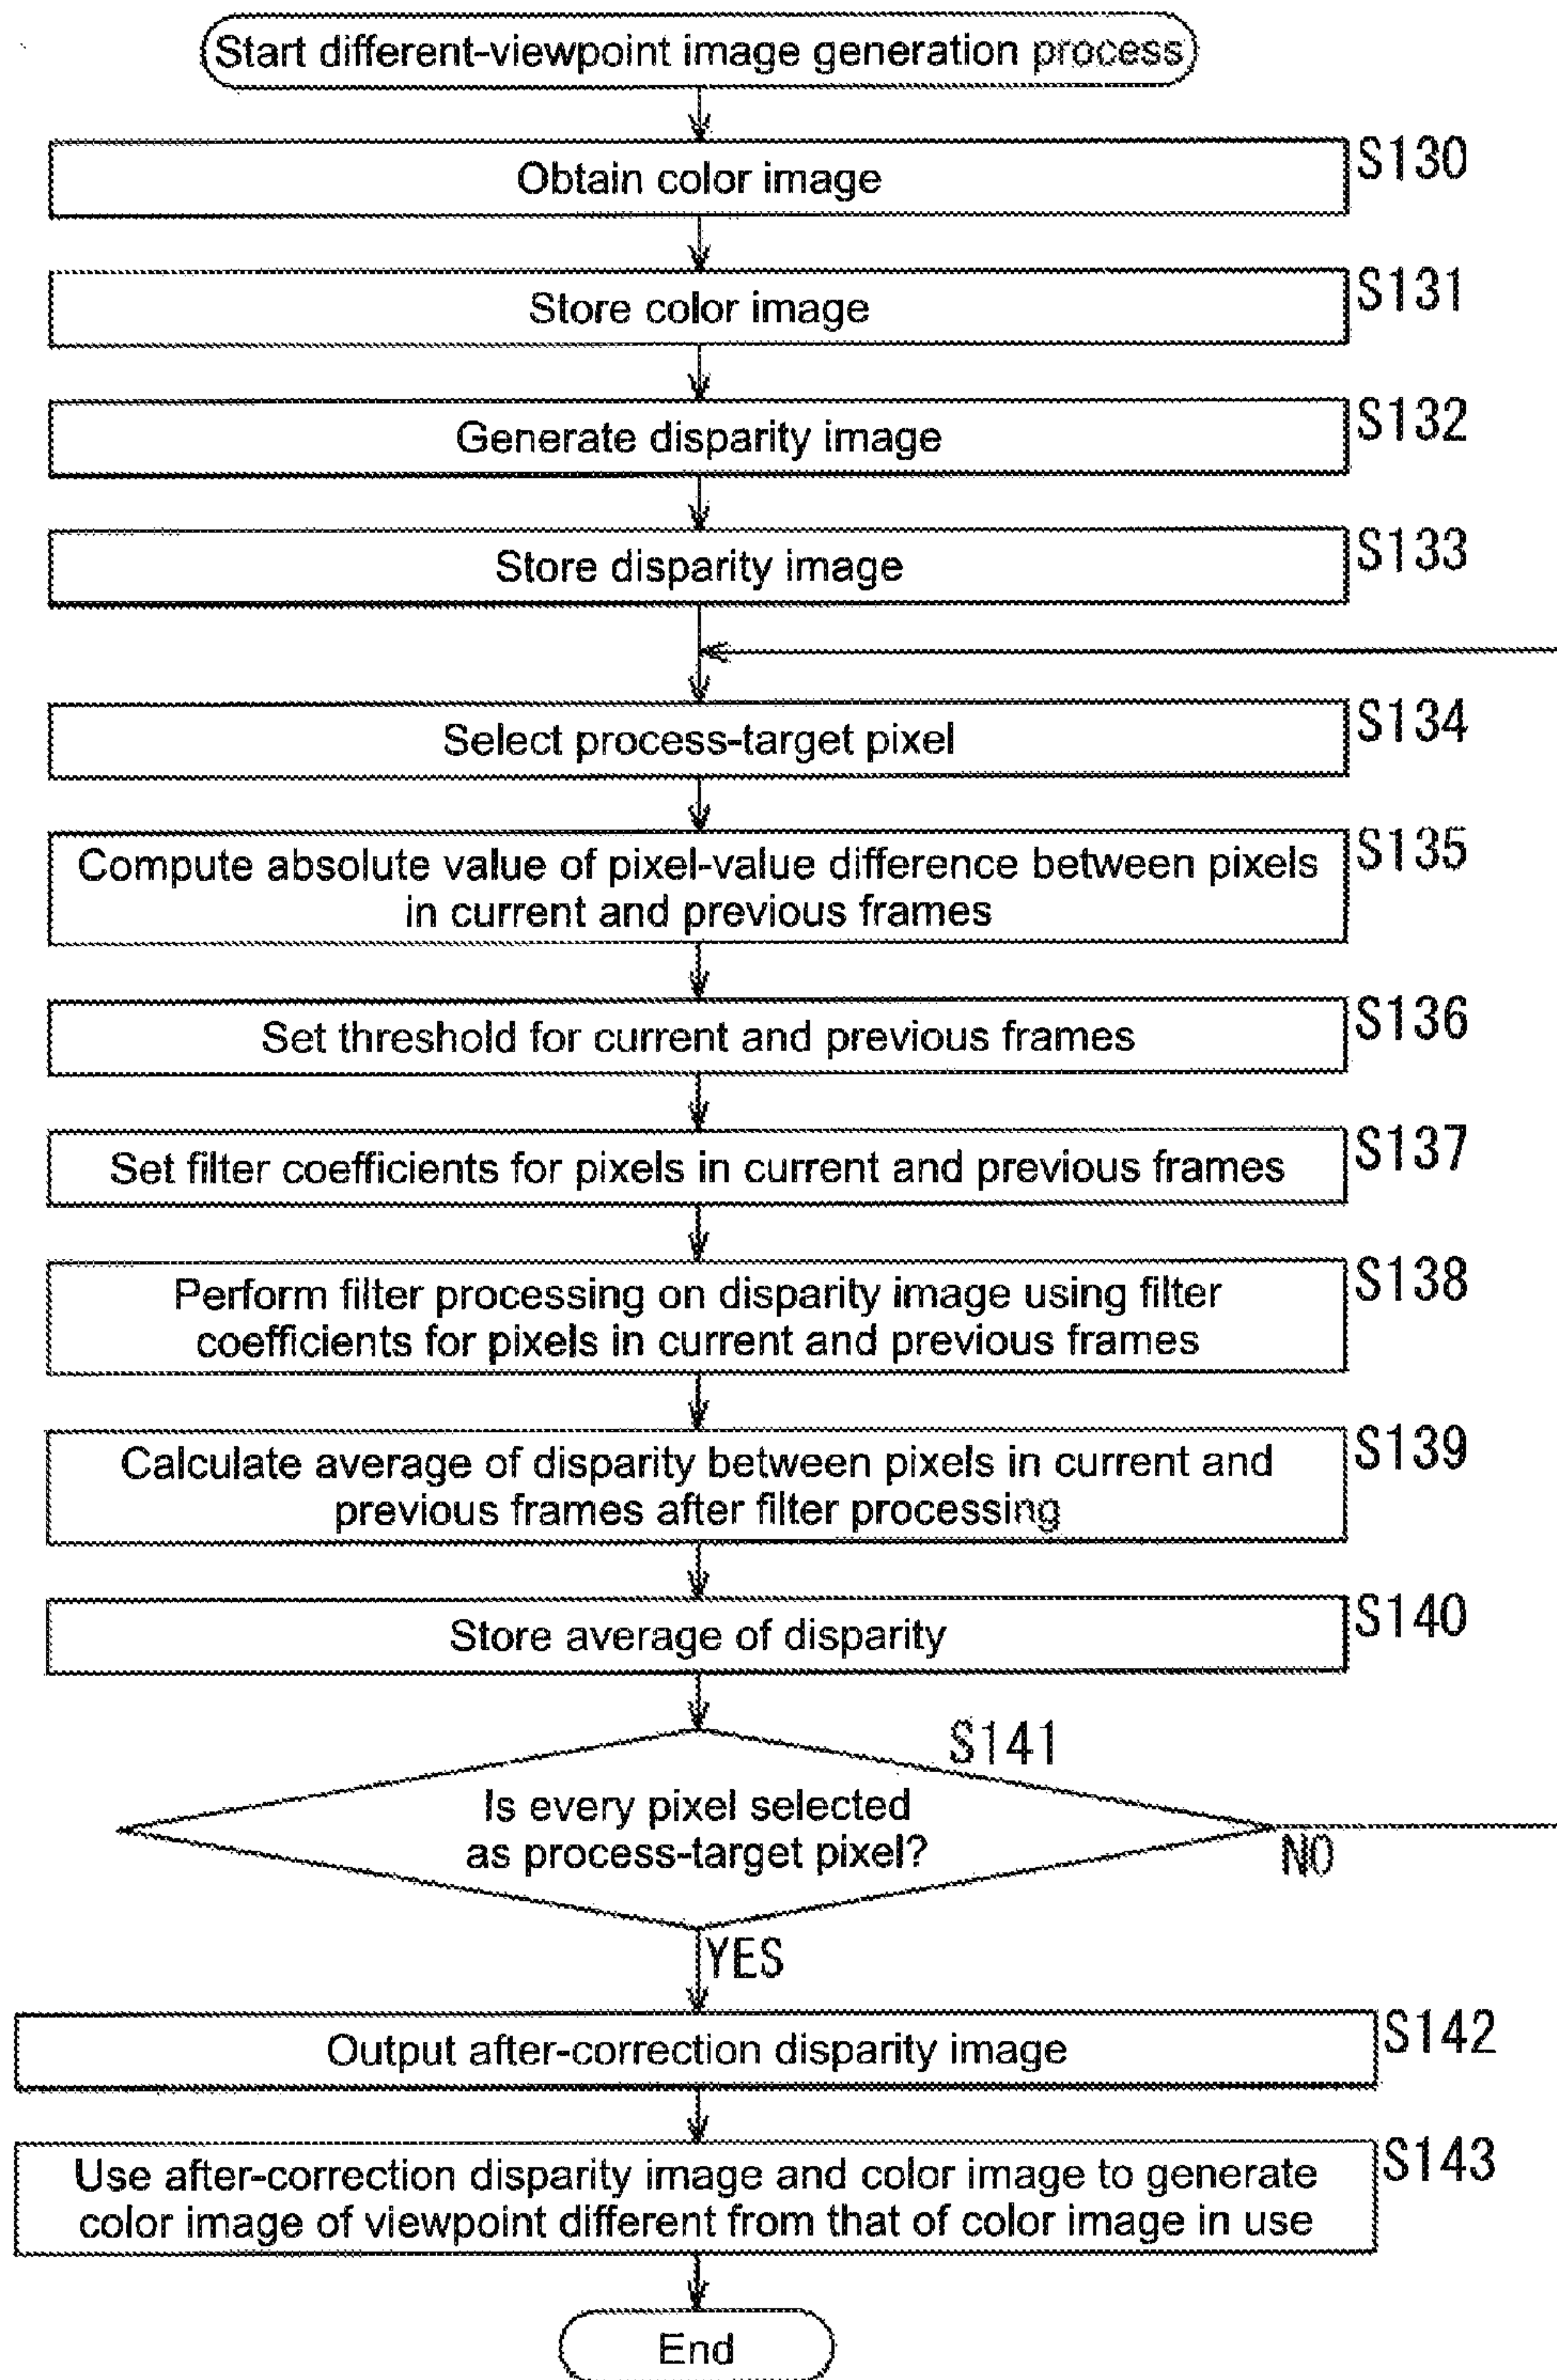 Start different-viewpoint image generation process
Obtain color image
S130
Store color image
S131
Generate disparity image
S132
Store disparity image
S133
Select process-target pixel
S134
Compute absolute value of pixel-value difference between pixels
in current and previous frames
S135
Set threshold for current and previous frames
S136
Set filter coefficients for pixels in current and previous frames
S137
Perform filter processing on disparity image using filter
coefficients for pixels in current and previous frames
S138
Calculate average of disparity between pixels in current and
previous frames after filter processing
S139
Store average of disparity
S140
S141
Is every pixel selected
as process-target pixel?
NO
YES
Output after-correction disparity image
S142
Use after-correction disparity image and color image to generate
color image of viewpoint different from that of color image in use
S143
End